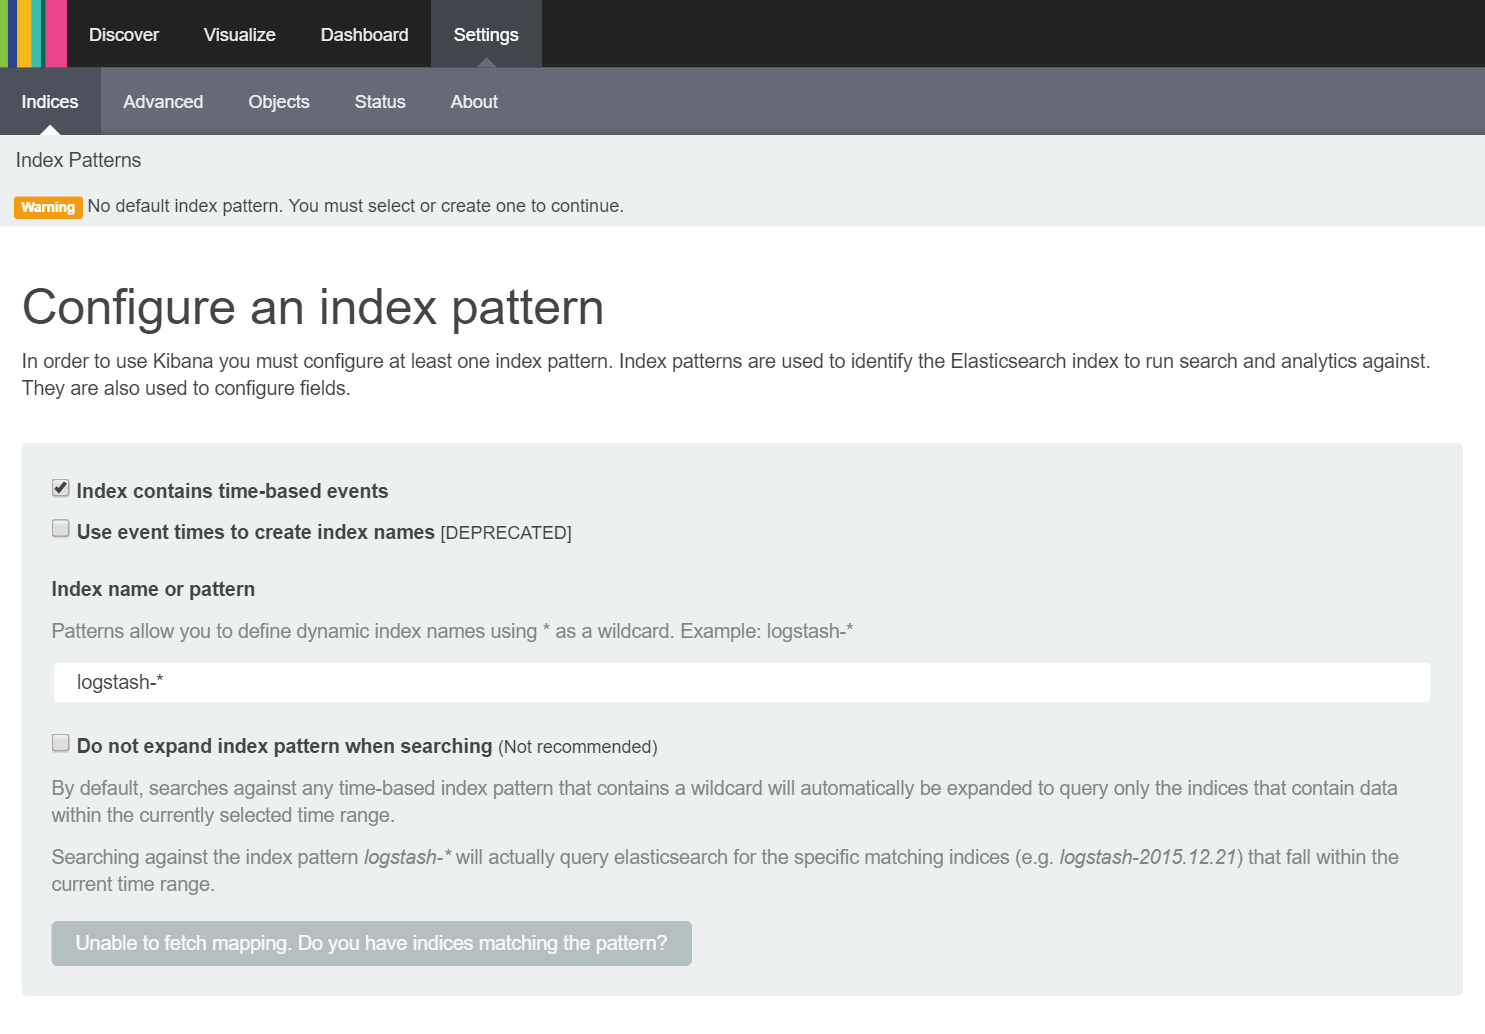 Discover Visualize Dashboard Settings
Indices Advanced Objects Status About
Index Patterns
Warning No default index pattern. You must select or create one to continue.
Configure an index pattern
In order to use Kibana you must configure at least one index pattern. Index patterns are used to identify the Elasticsearch index to run search and analytics against.
They are also used to configure fields.
Index contains time-based events
Use event times to create index names [DEPRECATED]
Index name or pattern
Patterns allow you to define dynamic index names using * as a wildcard. Example: logstash-*
logstash-*
Do not expand index pattern when searching (Not recommended)
By default, searches against any time-based index pattern that contains a wildcard will automatically be expanded to query only the indices that contain data
within the currently selected time range.
Searching against the index pattern logstash-* will actually query elasticsearch for the specific matching indices (e.g. logstash-2015.12.21) that fall within the
current time range.
Unable to fetch mapping. Do you have indices matching the pattern?